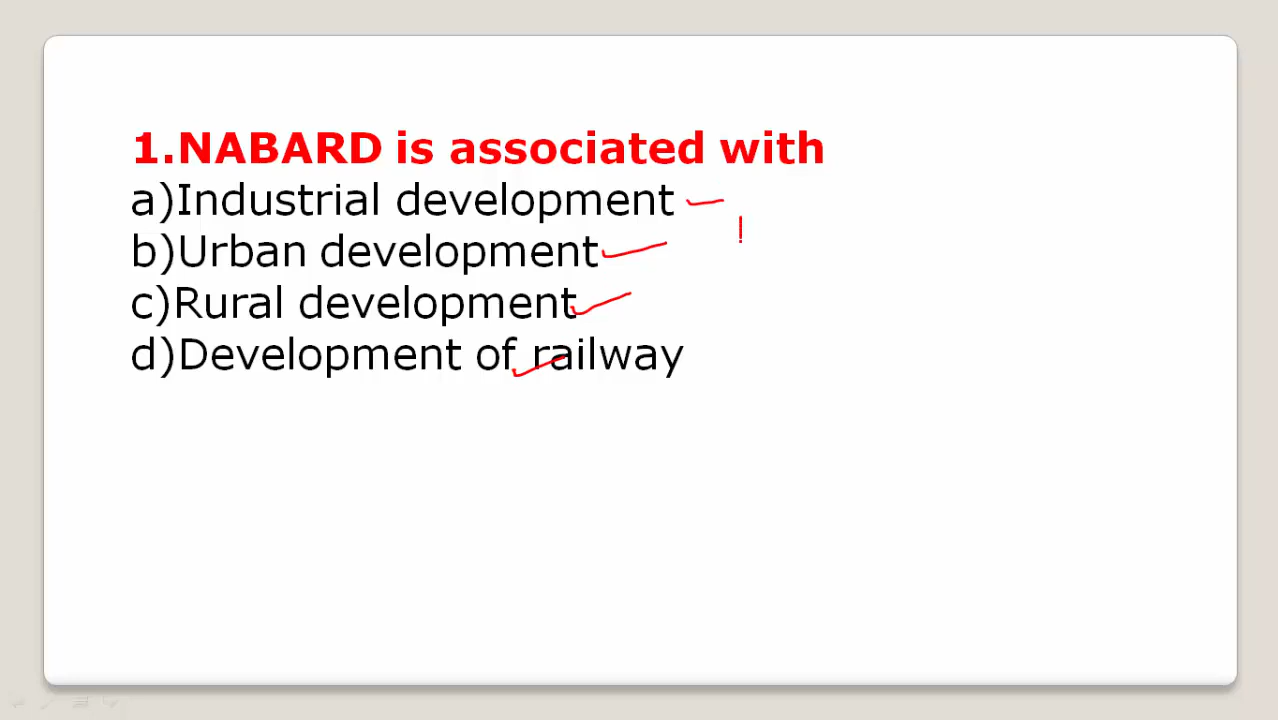 1.NABARD is associated with
a)Industrial development
b)Urban development
c)Rural development
d)Development of railway